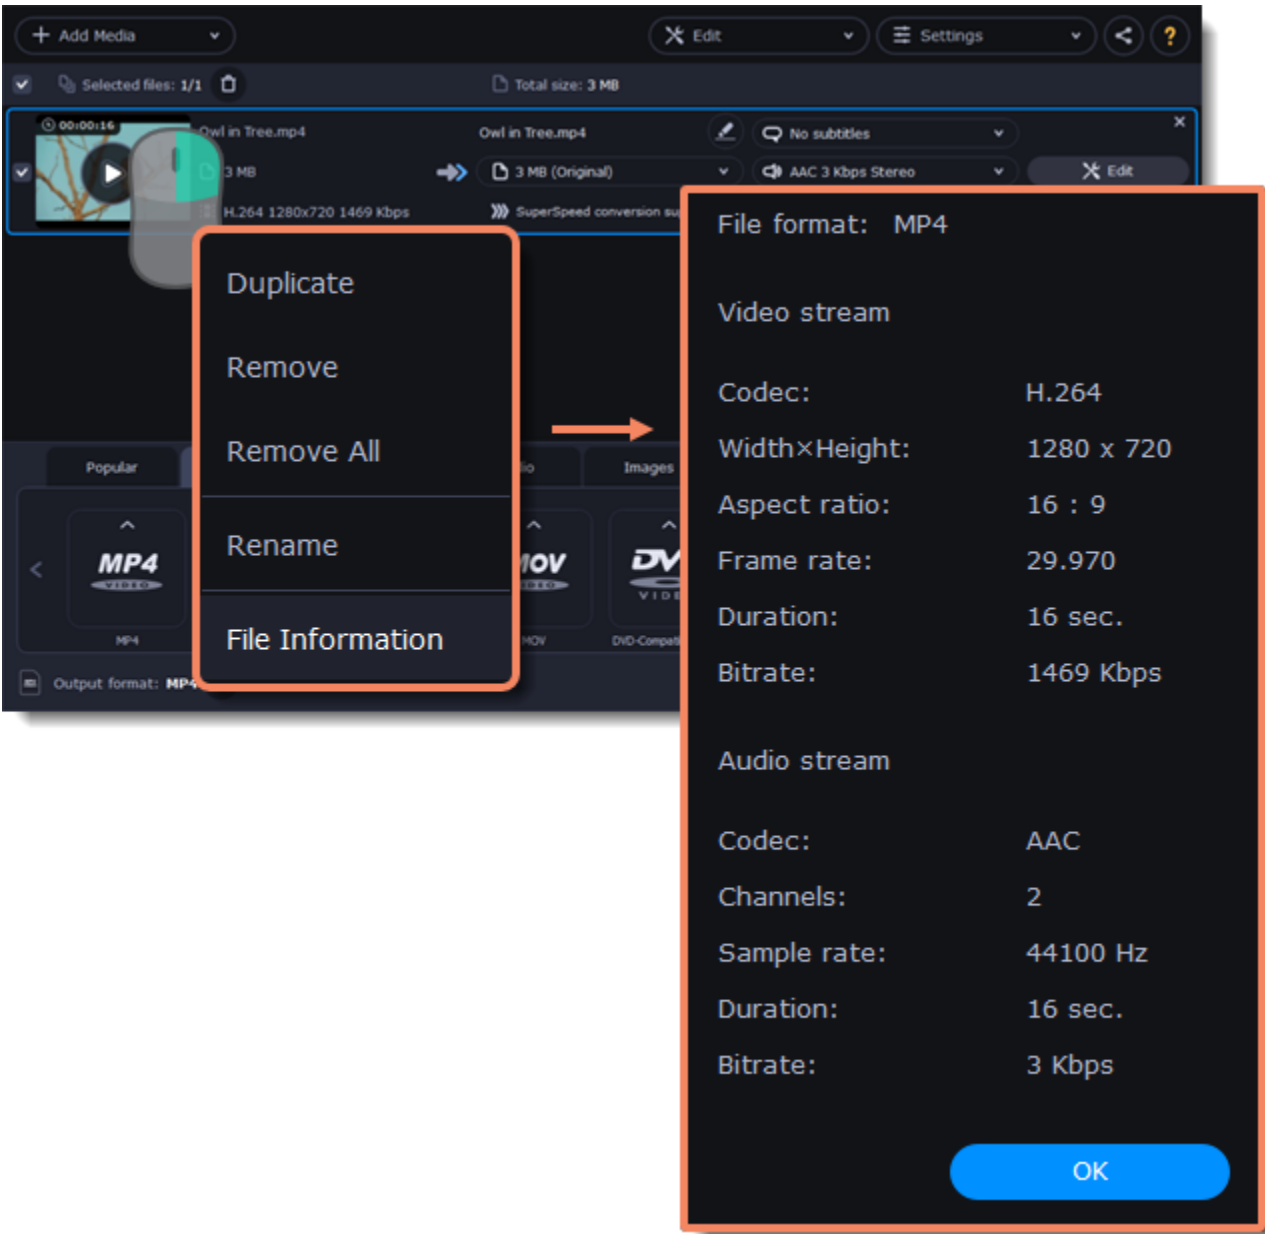 Add Media
Edit
Settings
?
Selected files: 1/1
Total size: 3 MB
00:00:16
Owl in Tree.mp4
Owl in Tree.mp4
No subtitles
3 MB
3 MB (Original)
AAC 3 Kbps Stereo
Edit
H.264 1280x720 1469 Kbps
SuperSpeed conversion
Duplicate
Remove
Remove All
Rename
File Information
Popular
Images
MP4
VIDEO
MP4
MOV
DV
VIDE
DVD-Compati
Output format: MP4
File format: MP4
Video stream
Codec: H.264
Width×Height: 1280 x 720
Aspect ratio: 16 : 9
Frame rate: 29.970
Duration: 16 sec.
Bitrate: 1469 Kbps
Audio stream
Codec: AAC
Channels: 2
Sample rate: 44100 Hz
Duration: 16 sec.
Bitrate: 3 Kbps
OK